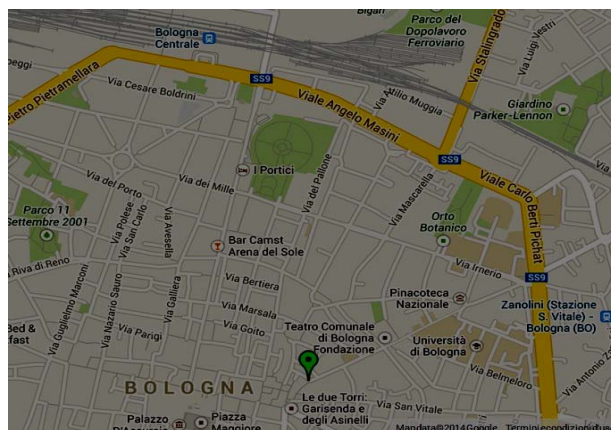 Bigari
Parco del
Dopolavoro
Ferroviario
Via Stalingrado
Via Luigi Vestri
Bologna
Centrale
peggi
Pietro Pietramellara
Via Cesare Boldrini
SS9
Viale Angelo Masini
Via Attilio Muggia
Giardino
Parker-Lennon
SS9
I Portici
Via del Pallone
Viale Carlo Berti Pichat
Via del Porto
Via dei Mille
Via Mascarella
Parco 11
Settembre 2001
Via Polese
Via San Carlo
Via Avesella
Orto
Botanico
Bar Camst
Arena del Sole
a Riva di Reno
Via Guglielmo Marconi
Via Nazario Sauro
Via Galliera
Via Bertiera
Via Irnerio
SS9
Pinacoteca
Nazionale
Zanolini (Stazione
S. Vitale) -
Bologna (BO)
Via Marsala
Via Goito
Via Parigi
Bed &
fast
Teatro Comunale
di Bologna
Fondazione
Università
di Bologna
Via Belmeloro
Via Antonio Za
BOLOGNA
Le due Torri:
Garisenda e
degli Asinelli
Via San Vitale
Palazzo
Piazza
Maggiore
Mandata©2014Google
Termini e condizioni d'us